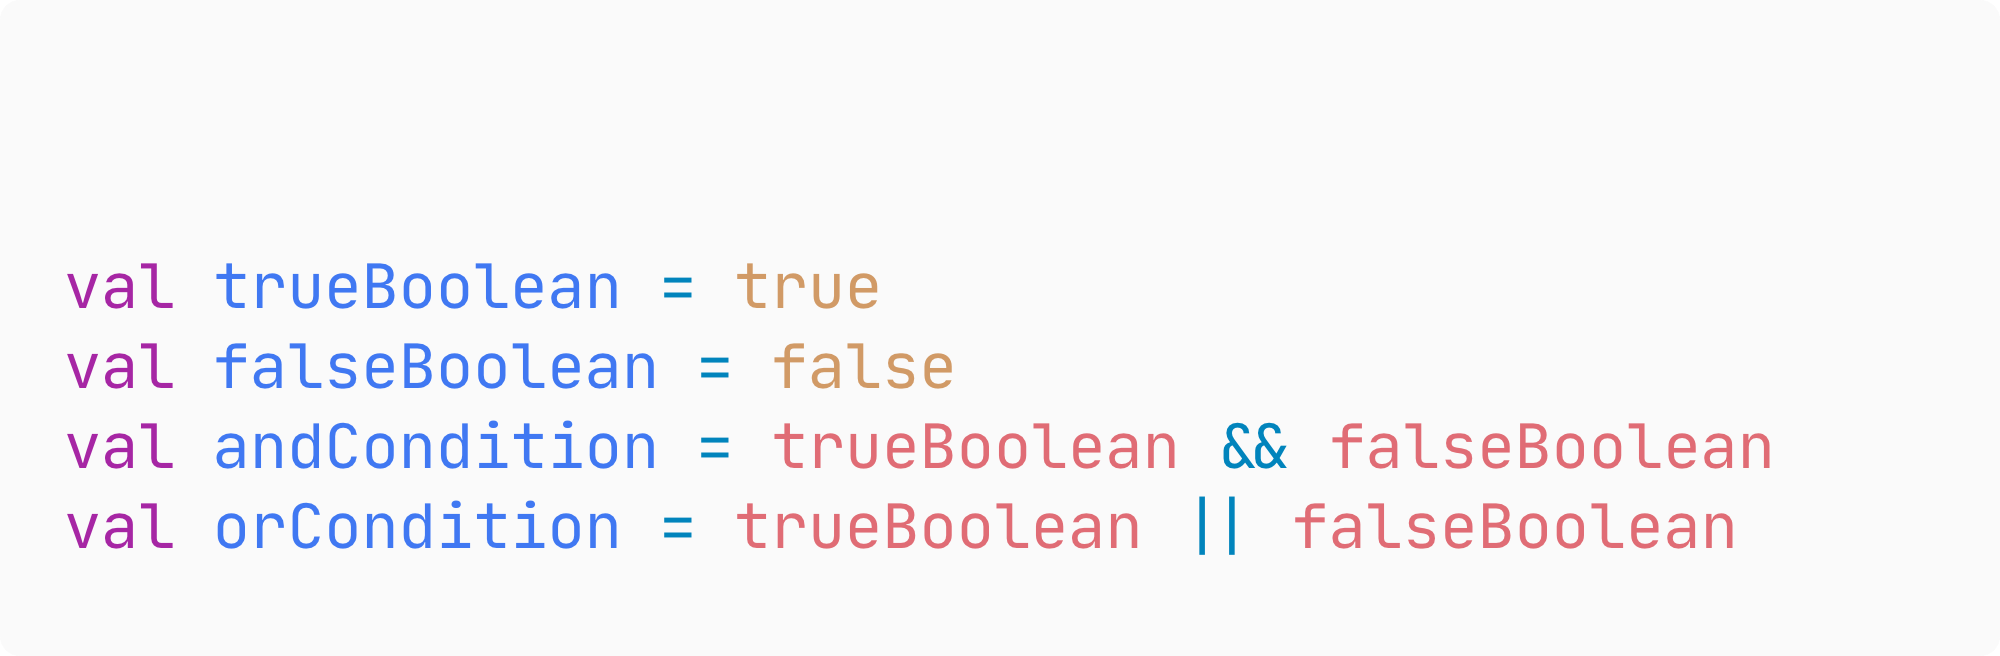 val trueBoolean = true
val falseBoolean = false
val andCondition = trueBoolean && falseBoolean
val orCondition = trueBoolean || falseBoolean